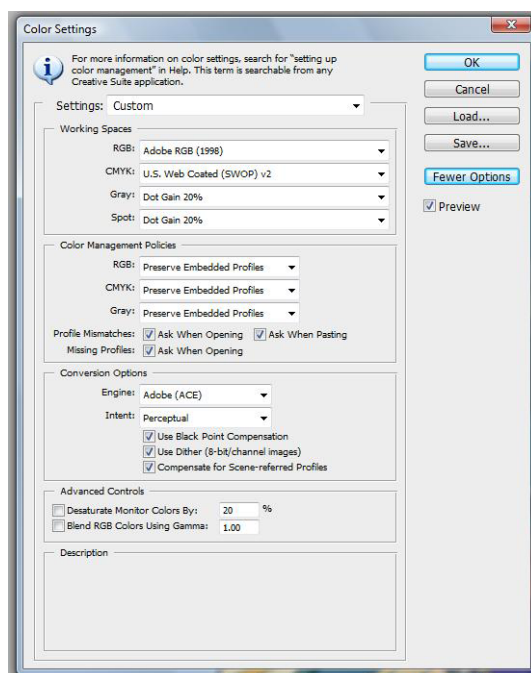 Color Settings
For more information on color settings, search for "setting up
color management" in Help. This term is searchable from any
Creative Suite application.
Settings: Custom
Working Spaces
RGB: Adobe RGB (1998)
CMYK: U.S. Web Coated (SWOP) v2
Gray: Dot Gain 20%
Spot: Dot Gain 20%
Color Management Policies
RGB: Preserve Embedded Profiles
CMYK: Preserve Embedded Profiles
Gray: Preserve Embedded Profiles
Profile Mismatches: Ask When Opening Ask When Pasting
Missing Profiles: Ask When Opening
Conversion Options
Engine: Adobe (ACE)
Intent: Perceptual
Use Black Point Compensation
Use Dither (8-bit/channel images)
Compensate for Scene-referred Profiles
Advanced Controls
Desaturate Monitor Colors By: 20 %
Blend RGB Colors Using Gamma: 1.00
Description
OK
Cancel
Load...
Save...
Fewer Options
Preview